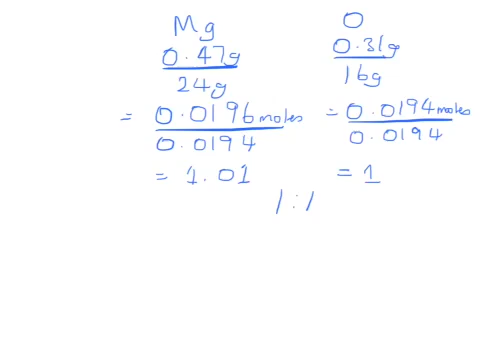 Mg O
0.47g 0.31g
24g 16g
= 0.0196 moles = 0.0194 moles
0.0194 0.0194
= 1.01 = 1
1:1